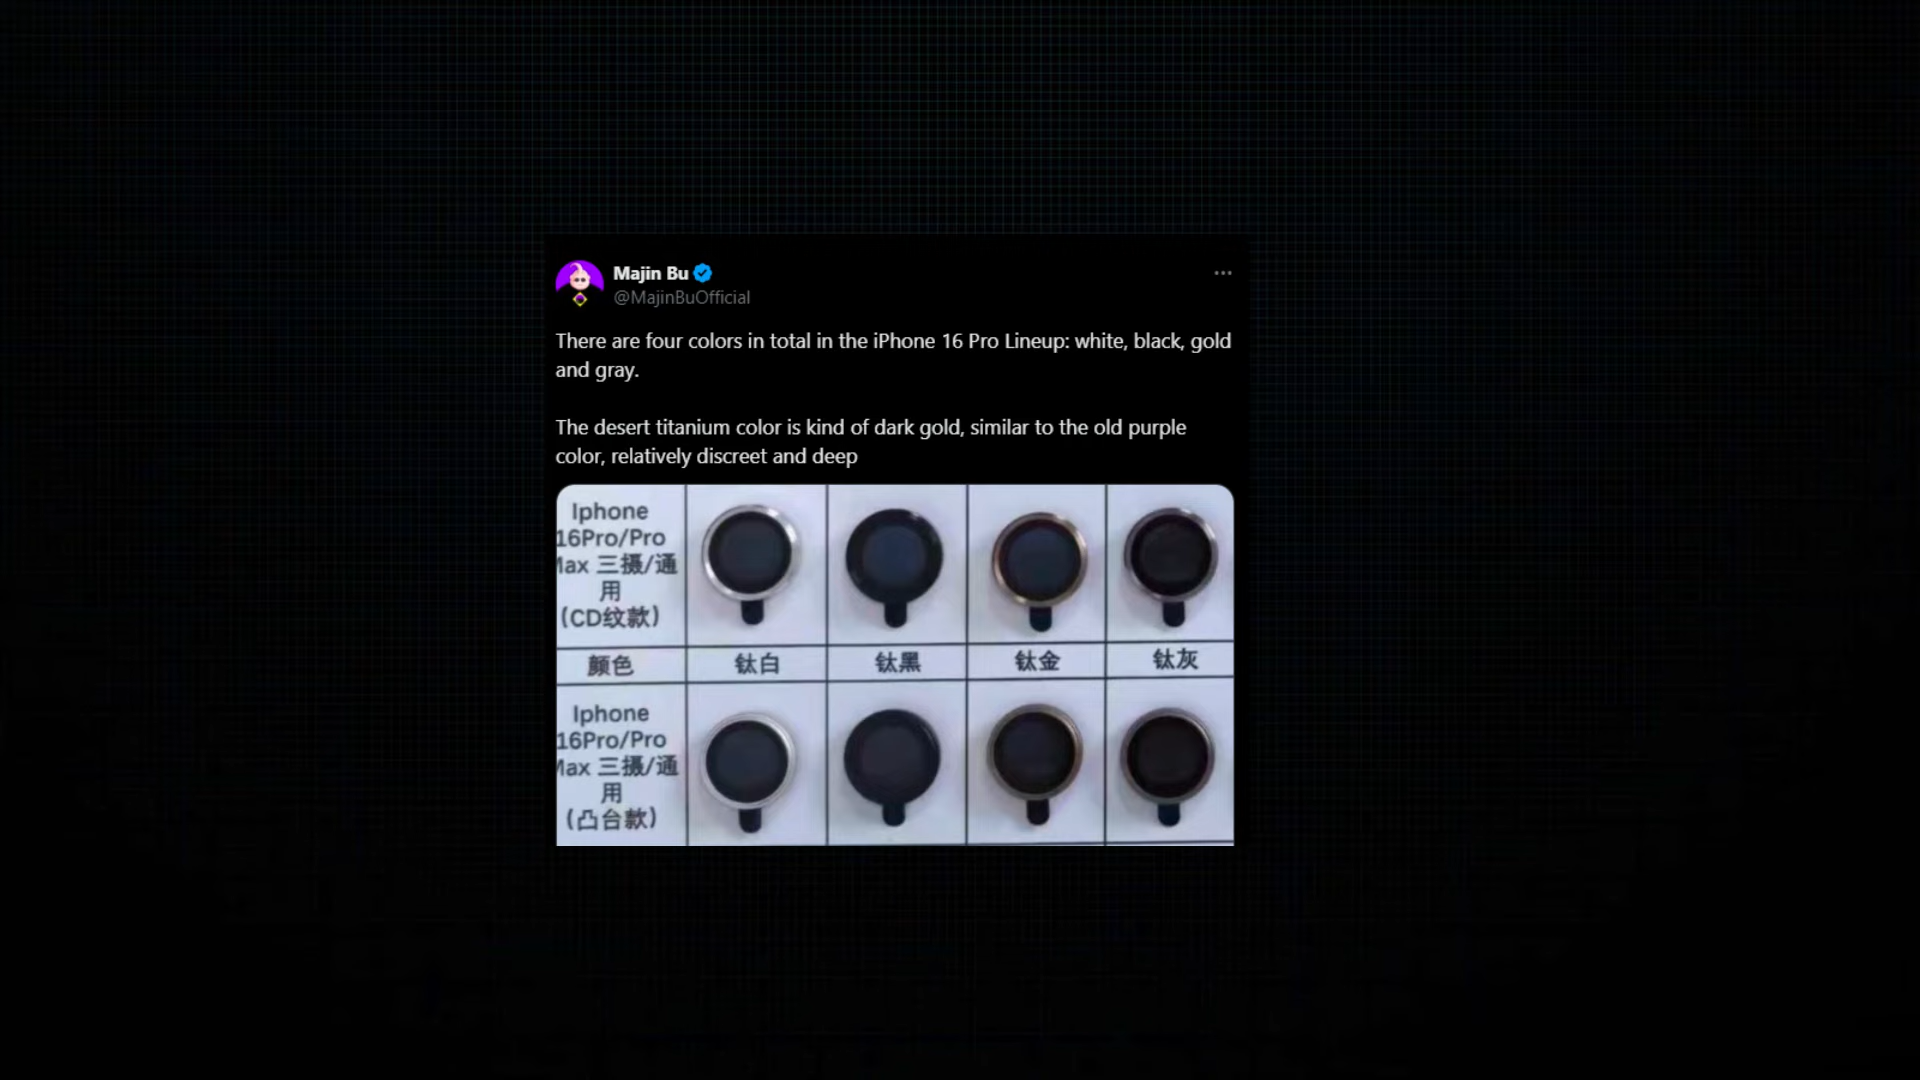 Majin Bu
@MajinBuOfficial
There are four colors in total in the iPhone 16 Pro Lineup: white, black, gold
and gray.
The desert titanium color is kind of dark gold, similar to the old purple
color, relatively discreet and deep
Iphone
16Pro/Pro
Max 三摄/通
用
(CD纹款)
颜色 钛白 钛黑 钛金 钛灰
Iphone
16Pro/Pro
Max 三摄/通
用
(凸台款)